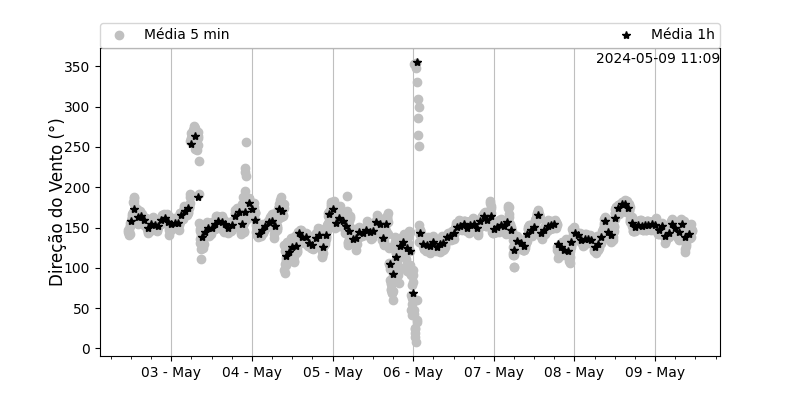 Média 5 min
Média 1h
2024-05-09 11:09
Direção do Vento (°)
350
300
250
200
150
100
50
0
03 - May
04 - May
05 - May
06 - May
07 - May
08 - May
09 - May